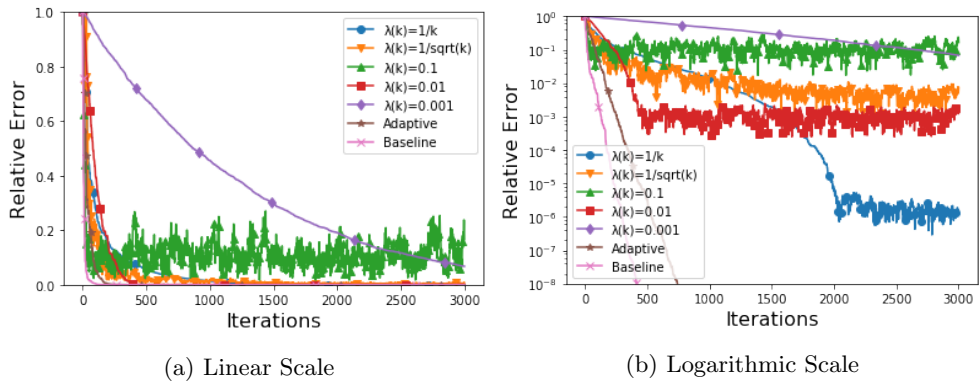 1.0
0.8
0.6
0.4
0.2
0.0
Relative Error
0 500 1000 1500 2000 2500 3000
Iterations
λ(k)=1/k
λ(k)=1/sqrt(k)
λ(k)=0.1
λ(k)=0.01
λ(k)=0.001
Adaptive
Baseline
(a) Linear Scale
10⁰
10⁻¹
10⁻²
10⁻³
10⁻⁴
10⁻⁵
10⁻⁶
10⁻⁷
10⁻⁸
Relative Error
0 500 1000 1500 2000 2500 3000
Iterations
λ(k)=1/k
λ(k)=1/sqrt(k)
λ(k)=0.1
λ(k)=0.01
λ(k)=0.001
Adaptive
Baseline
(b) Logarithmic Scale